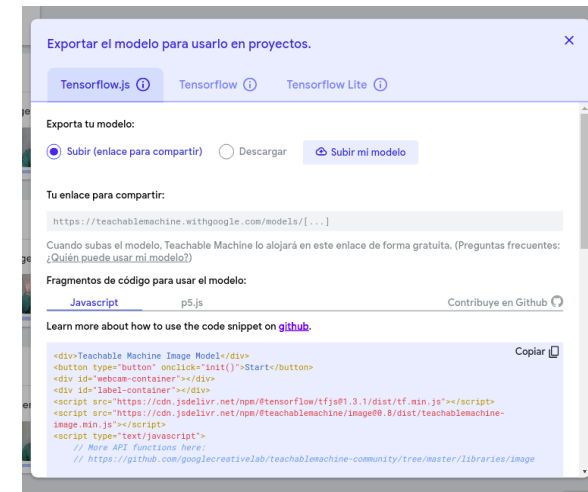 Exportar el modelo para usarlo en proyectos.
Tensorflow.js
Tensorflow
Tensorflow Lite
Exporta tu modelo:
Subir (enlace para compartir)
Descargar
Subir mi modelo
Tu enlace para compartir:
https://teachablemachine.withgoogle.com/models/[...]
Cuando subas el modelo, Teachable Machine lo alojará en este enlace de forma gratuita. (Preguntas frecuentes:
¿Quién puede usar mi modelo?)
Fragmentos de código para usar el modelo:
Javascript
p5.js
Contribuye en Github
Learn more about how to use the code snippet on github.
Copiar
<div>Teachable Machine Image Model</div>
<button type="button" onclick="init()">Start</button>
<div id="webcam-container"></div>
<div id="label-container"></div>
<script src="https://cdn.jsdelivr.net/npm/@tensorflow/tfjs@1.3.1/dist/tf.min.js"></script>
<script src="https://cdn.jsdelivr.net/npm/@teachablemachine/image@0.8/dist/teachablemachine-
image.min.js"></script>
<script type="text/javascript">
// More API functions here:
// https://github.com/googlecreativelab/teachablemachine-community/tree/master/libraries/image